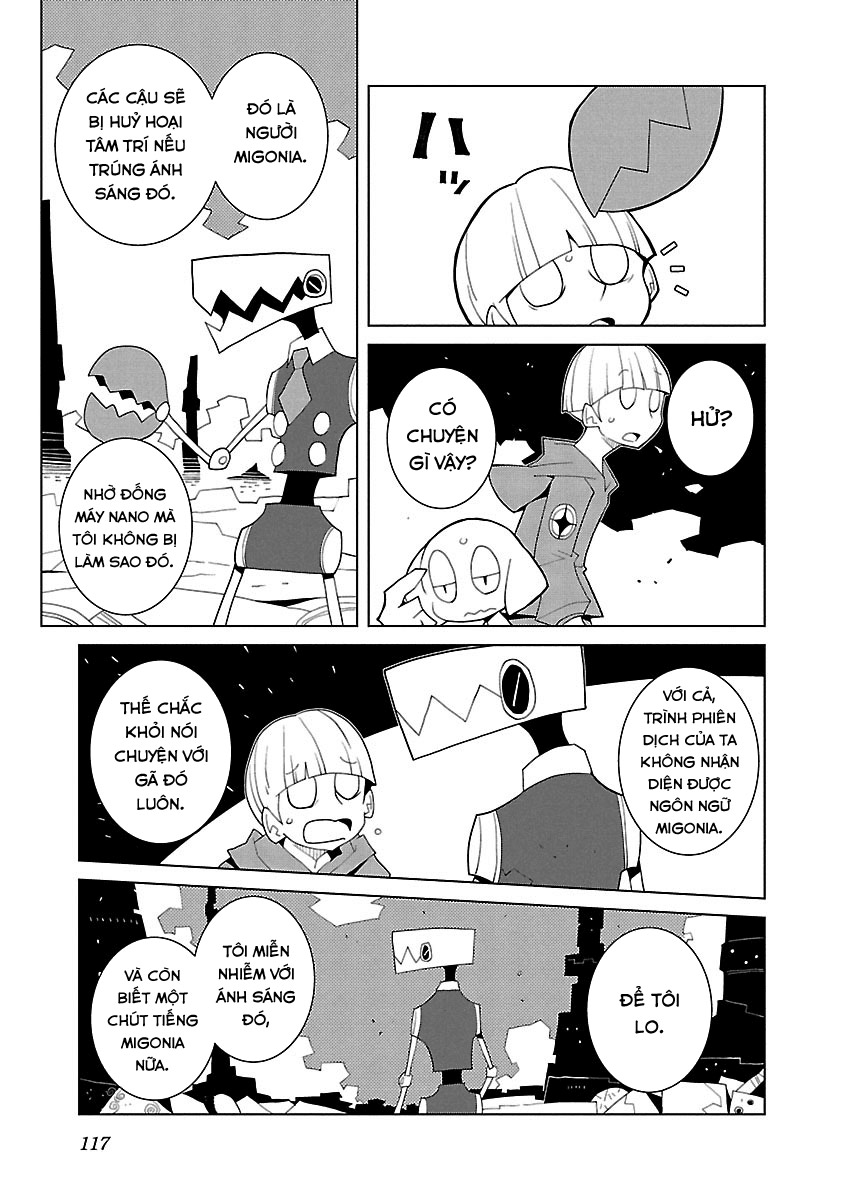 ハッ
HỬ?
CÓ
CHUYỆN
GÌ VẬY?
ĐÓ LÀ
NGƯỜI
MIGONIA.
CÁC CẬU SẼ
BỊ HUỶ HOẠI
TÂM TRÍ NẾU
TRÚNG ÁNH
SÁNG ĐÓ.
NHỜ ĐỐNG
MÁY NANO MÀ
TÔI KHÔNG BỊ
LÀM SAO ĐÓ.
VỚI CẢ,
TRÌNH PHIÊN
DỊCH CỦA TA
KHÔNG NHẬN
DIỆN ĐƯỢC
NGÔN NGỮ
MIGONIA.
THẾ CHẮC
KHỎI NÓI
CHUYỆN VỚI
GÃ ĐÓ
LUÔN.
ĐỂ TÔI
LO.
TÔI MIỄN
NHIỄM VỚI
ÁNH SÁNG
ĐÓ,
VÀ CÒN
BIẾT MỘT
CHÚT TIẾNG
MIGONIA
NỮA.
117